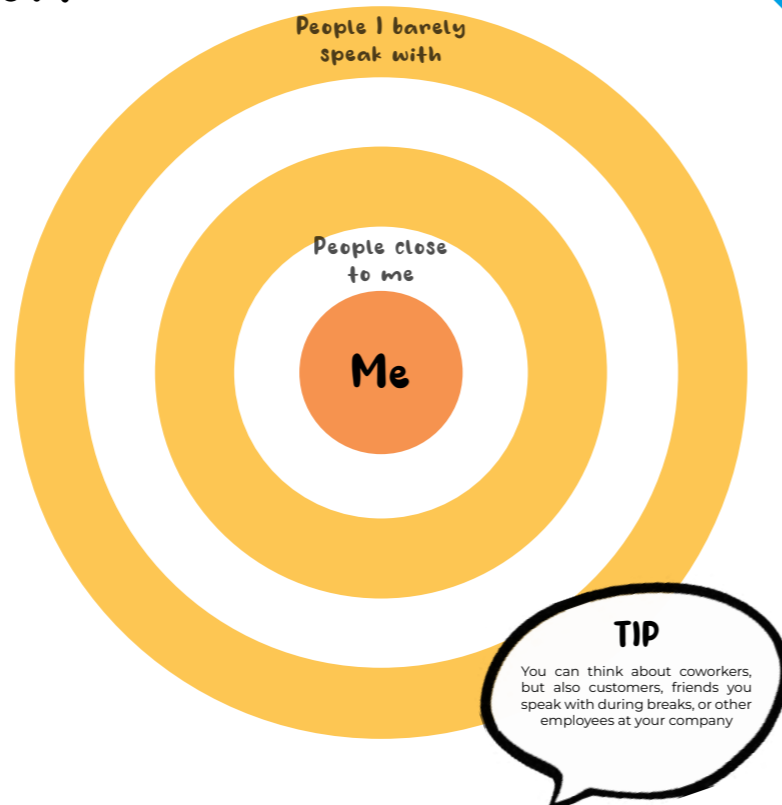 People I barely
speak with
People close
to me
Me
TIP
You can think about coworkers,
but also customers, friends you
speak with during breaks, or other
employees at your company